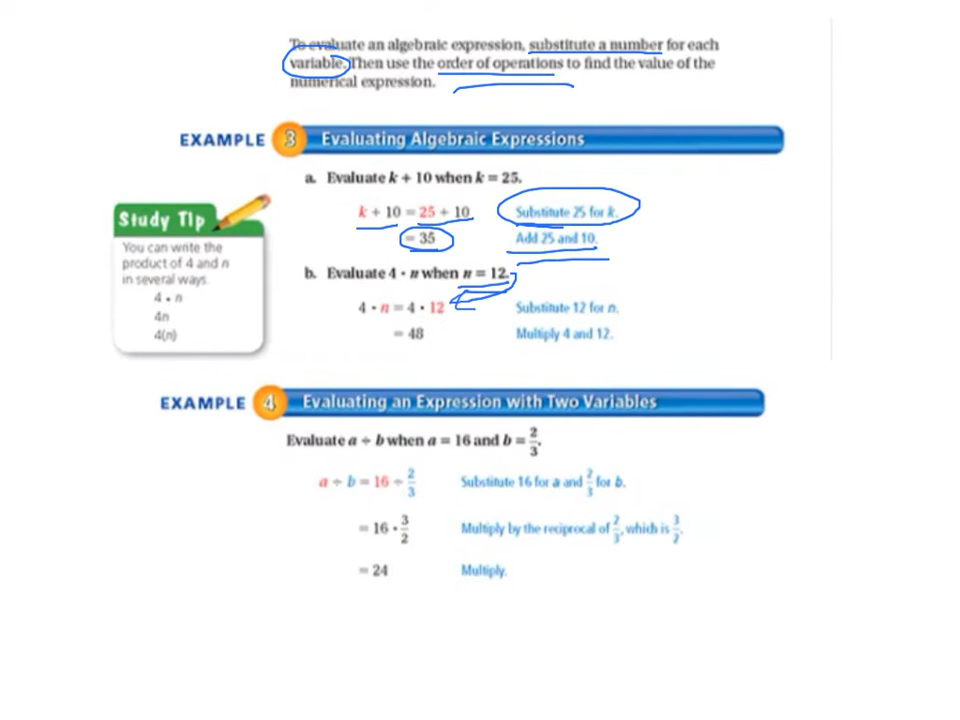 To evaluate an algebraic expression, substitute a number for each
variable. Then use the order of operations to find the value of the
numerical expression.
EXAMPLE 3 Evaluating Algebraic Expressions
a. Evaluate k + 10 when k = 25.
k + 10 = 25 + 10 Substitute 25 for k.
= 35 Add 25 and 10.
b. Evaluate 4 • n when n = 12.
4 • n = 4 • 12 Substitute 12 for n.
= 48 Multiply 4 and 12.
Study Tip
You can write the
product of 4 and n
in several ways.
4 • n
4n
4(n)
EXAMPLE 4 Evaluating an Expression with Two Variables
Evaluate a ÷ b when a = 16 and b = 2/3.
a ÷ b = 16 ÷ 2/3 Substitute 16 for a and 2/3 for b.
= 16 • 3/2 Multiply by the reciprocal of 2/3, which is 3/2.
= 24 Multiply.